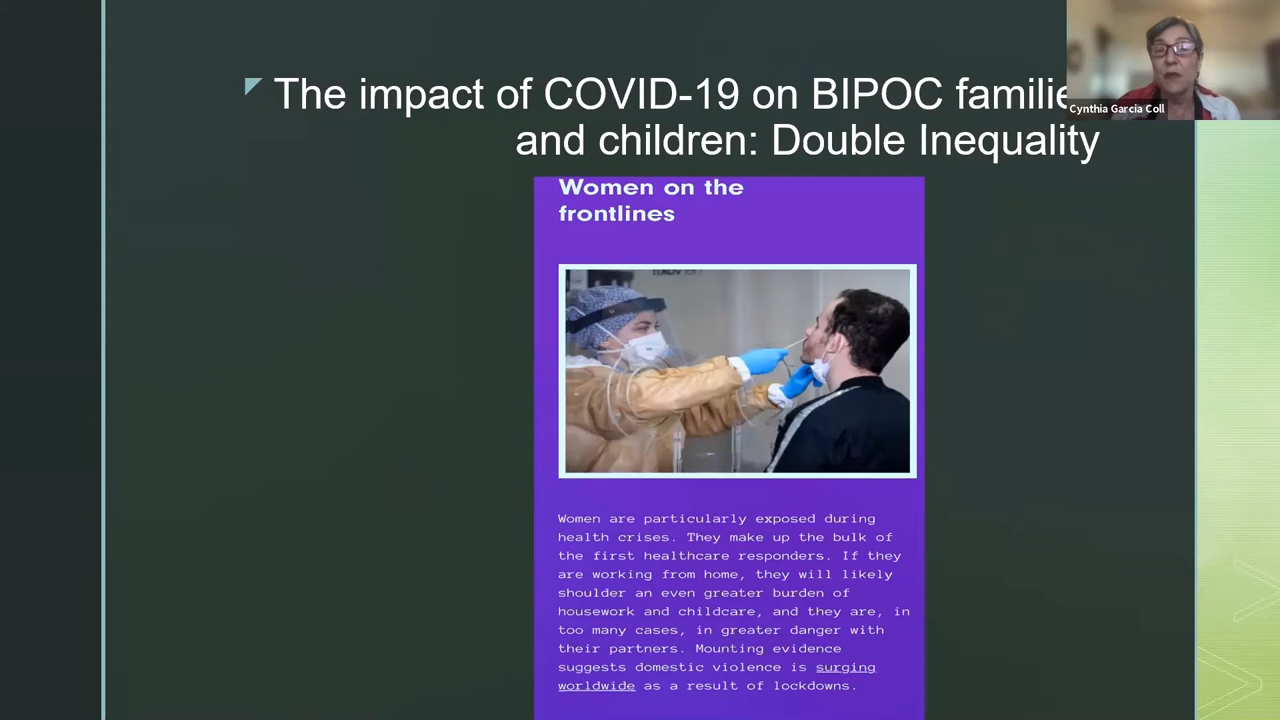 The impact of COVID-19 on BIPOC familie
and children: Double Inequality
Cynthia Garcia Coll
Women on the
frontlines
Women are particularly exposed during
health crises. They make up the bulk of
the first healthcare responders. If they
are working from home, they will likely
shoulder an even greater burden of
housework and childcare, and they are, in
too many cases, in greater danger with
their partners. Mounting evidence
suggests domestic violence is surging
worldwide as a result of lockdowns.